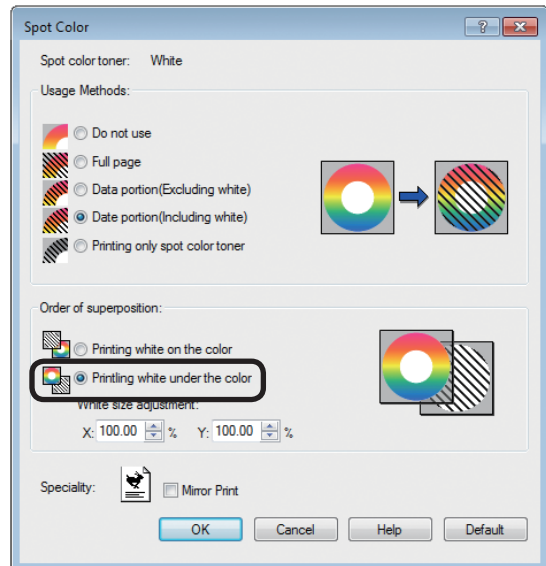 Spot Color
Spot color toner: White
Usage Methods:
Do not use
Full page
Data portion(Excluding white)
Date portion(Including white)
Printing only spot color toner
Order of superposition:
Printing white on the color
Printling white under the color
White size adjustment:
X: 100.00 % Y: 100.00 %
Speciality: Mirror Print
OK Cancel Help Default